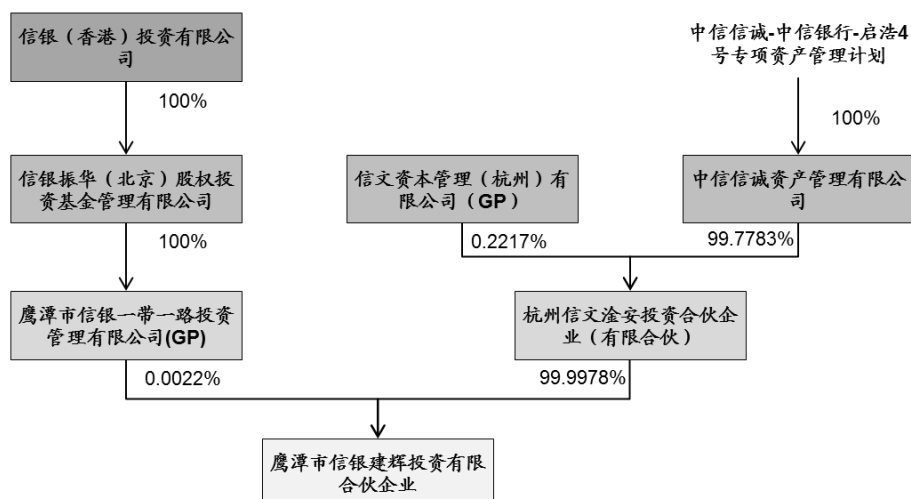 信银（香港）投资有限公
司
中信信诚-中信银行-启浩4
号专项资产管理计划
100%
100%
信银振华（北京）股权投
资基金管理有限公司
信文资本管理（杭州）有
限公司（GP）
中信信诚资产管理有限公
司
100%
0.2217%
99.7783%
鹰潭市信银一带一路投资
管理有限公司(GP)
杭州信文淦安投资合伙企
业（有限合伙）
0.0022%
99.9978%
鹰潭市信银建辉投资有限
合伙企业